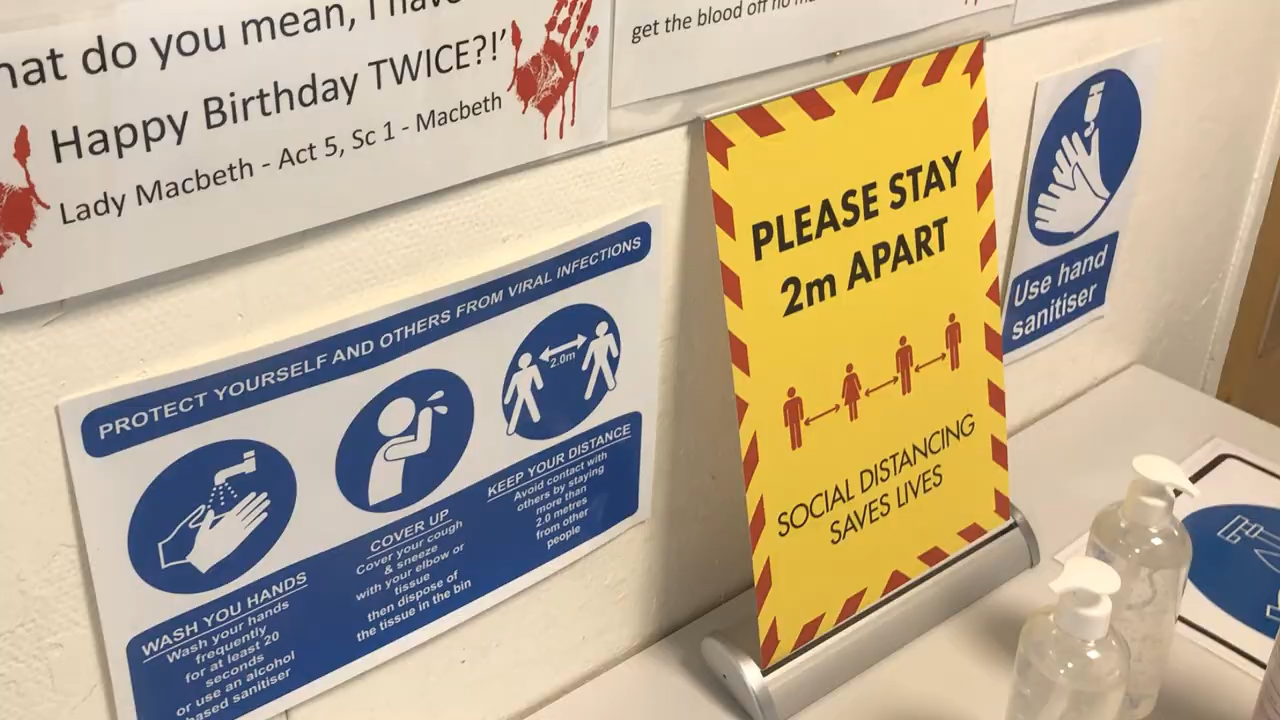 do you mean, I have
Happy Birthday TWICE?!'
Lady Macbeth - Act 5, Sc 1 - Macbeth
get the blood off no
PROTECT YOURSELF AND OTHERS FROM VIRAL INFECTIONS
2.0m
WASH YOU HANDS
Wash your hands
frequently
for at least 20
seconds
or use an alcohol
based sanitiser
COVER UP
Cover your cough
& sneeze
with your elbow or
tissue
then dispose of
the tissue in the bin
KEEP YOUR DISTANCE
Avoid contact with
others by staying
more than
2.0 metres
from other
people
PLEASE STAY
2m APART
SOCIAL DISTANCING
SAVES LIVES
Use hand
sanitiser